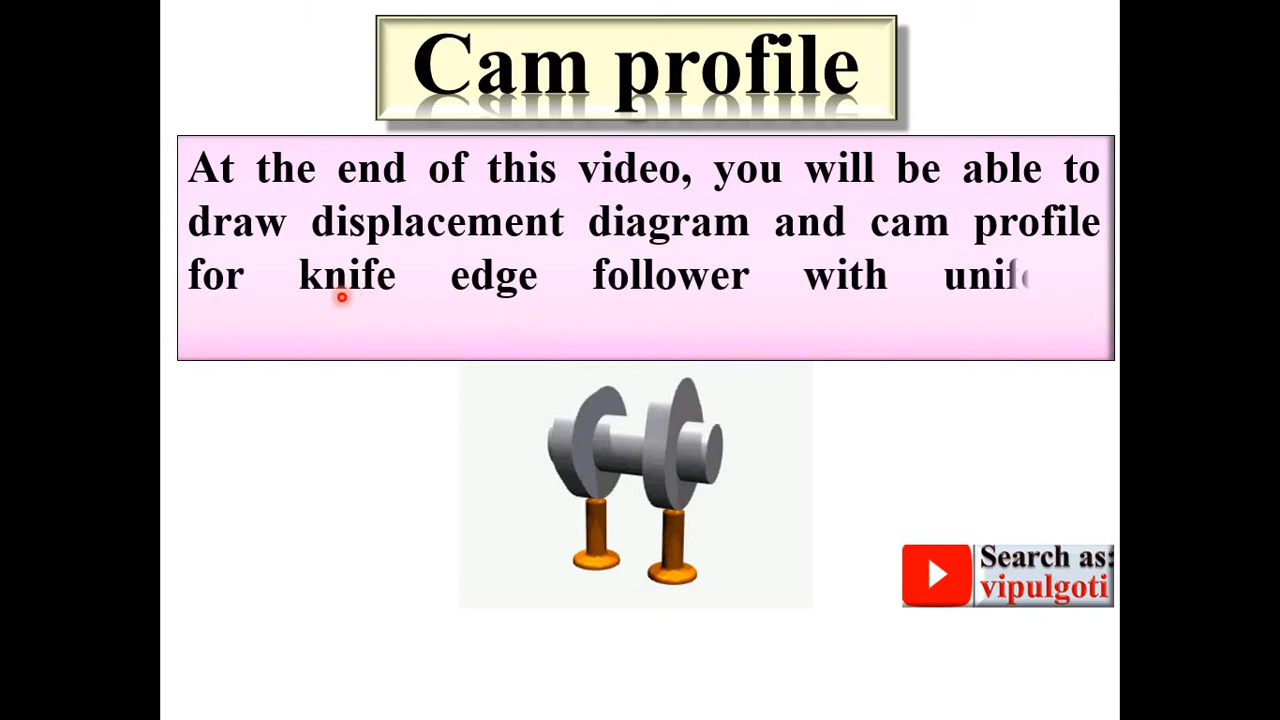 Cam profile
At the end of this video, you will be able to
draw displacement diagram and cam profile
for knife edge follower with
Search as:
vipulgoti